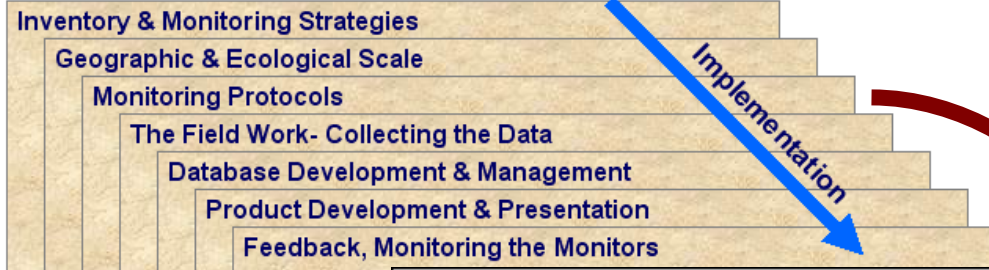 Inventory & Monitoring Strategies
Geographic & Ecological Scale
Monitoring Protocols
The Field Work- Collecting the Data
Database Development & Management
Product Development & Presentation
Feedback, Monitoring the Monitors
Implementation